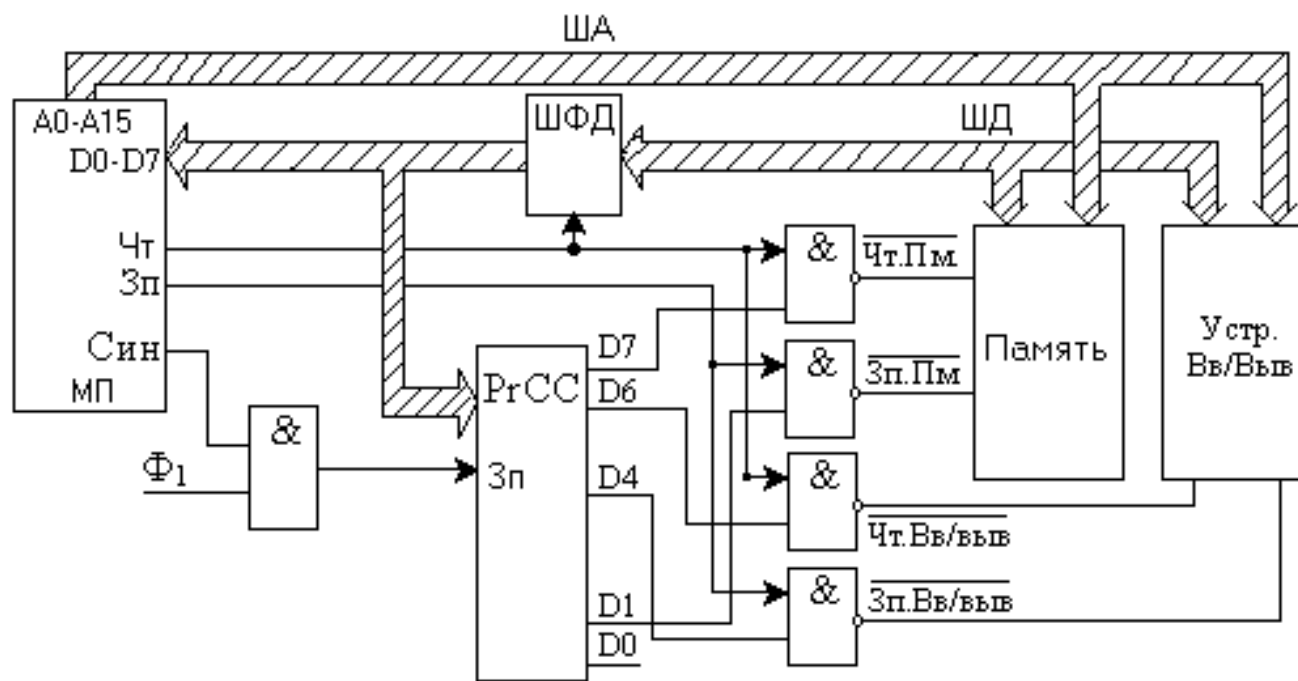 ША
А0-А15
D0-D7
ШФД
ШД
Чт
Зп
Син
МП
&
Ф1
РгСС
Зп
D7
D6
D4
D1
D0
&
Чт.Пм.
&
Зп.Пм
&
Чт.Вв/выв
&
Зп.Вв/выв
Память
Устр.
Вв/Выв